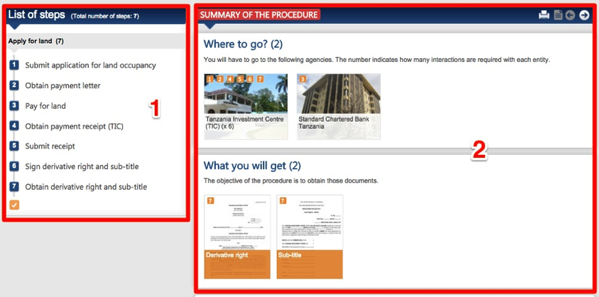 List of steps (Total number of steps: 7)
Apply for land (7)
1 Submit application for land occupancy
2 Obtain payment letter
3 Pay for land
4 Obtain payment receipt (TIC)
5 Submit receipt
6 Sign derivative right and sub-title
7 Obtain derivative right and sub-title
1
SUMMARY OF THE PROCEDURE
Where to go? (2)
You will have to go to the following agencies. The number indicates how many interactions are required with each entity.
1 2 4 5 6 7
Tanzania Investment Centre
(TIC) (x 6)
3
Standard Chartered Bank
Tanzania
2
What you will get (2)
The objective of the procedure is to obtain those documents.
7
Derivative right
7
Sub-title